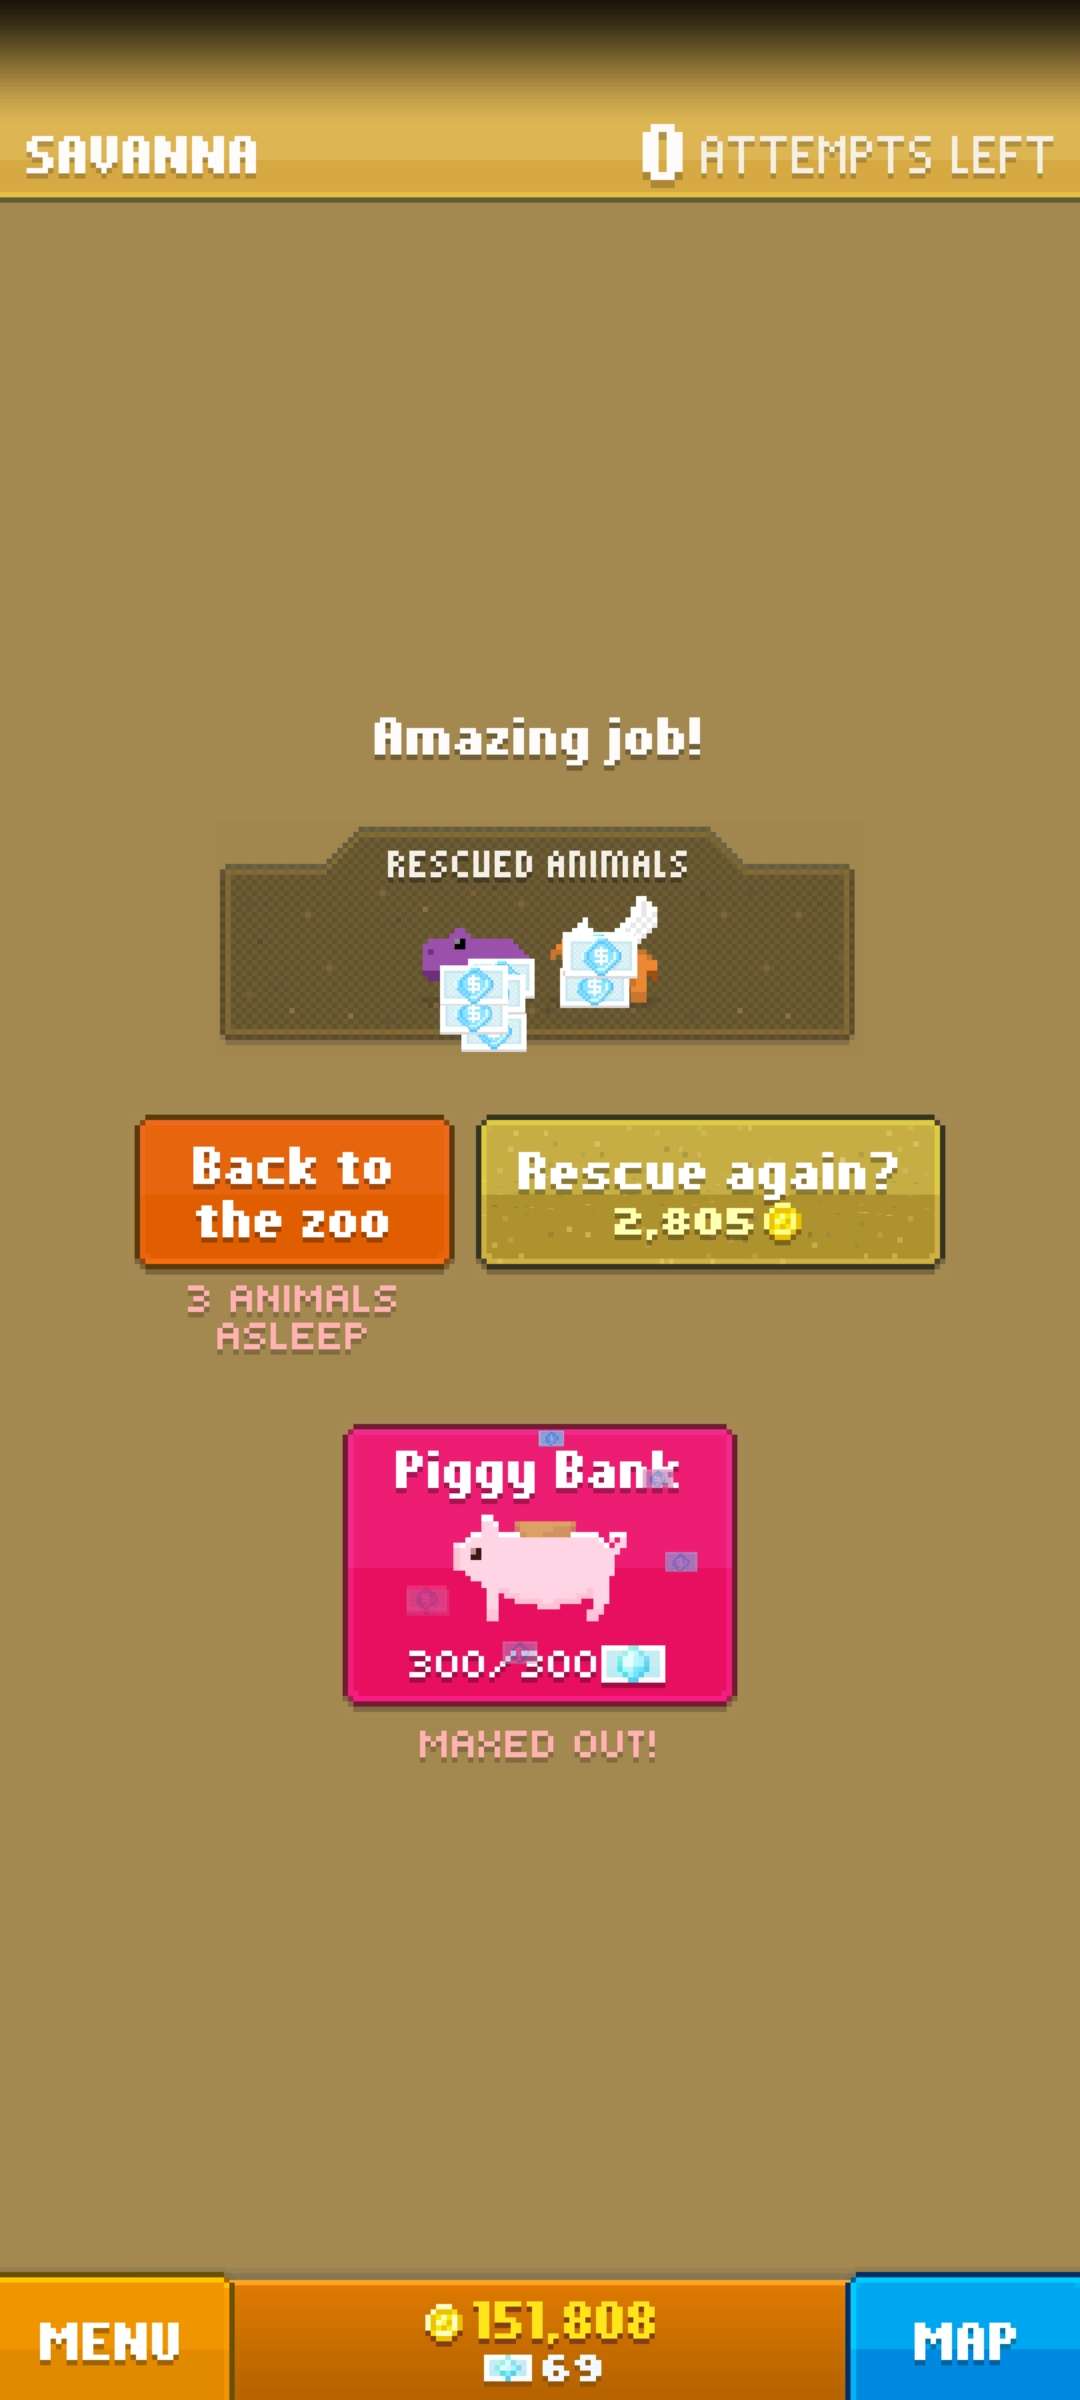 SAVANNA
0 ATTEMPTS LEFT
Amazing job!
RESCUED ANIMALS
Back to
the zoo
Rescue again?
2,805
3 ANIMALS
ASLEEP
Piggy Bank
300/300
MAXED OUT!
MENU
151,808
69
MAP